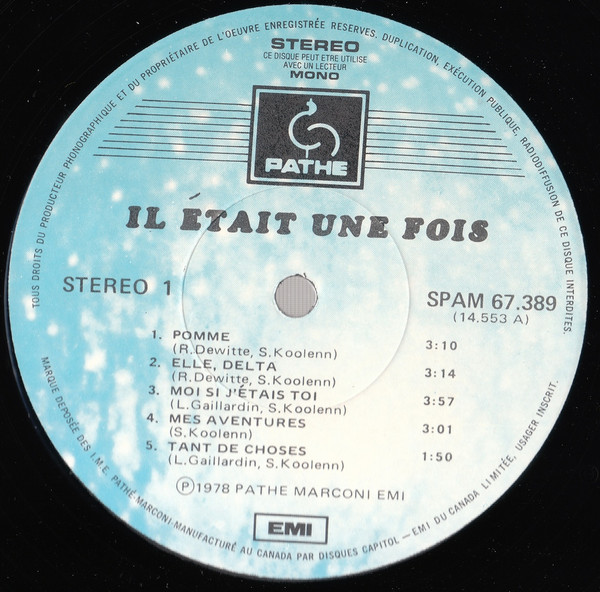 TOUS DROITS DU PRODUCTEUR PHONOGRAPHIQUE ET DU PROPRIÉTAIRE DE L'OEUVRE ENREGISTRÉE RESERVES. DUPLICATION, EXÉCUTION PUBLIQUE, RADIODIFFUSION DE CE DISQUE INTERDITES.
STEREO
CE DISQUE PEUT ETRE UTILISE
AVEC UN LECTEUR
MONO
PATHE
IL ÉTAIT UNE FOIS
STEREO 1
SPAM 67.389
(14.553 A)
1. POMME 3:10
(R.Dewitte, S.Koolenn)
2. ELLE, DELTA 3:14
(R.Dewitte, S.Koolenn)
3. MOI SI J'ÉTAIS TOI 3:57
(L.Gaillardin, S.Koolenn)
4. MES AVENTURES 3:01
(S.Koolenn)
5. TANT DE CHOSES 1:50
(L.Gaillardin, S.Koolenn)
Ⓟ1978 PATHE MARCONI EMI
EMI
MARQUE DEPOSÉE DES I.M.E. PATHÉ-MARCONI-MANUFACTURÉ AU CANADA PAR DISQUES CAPITOL — EMI DU CANADA LIMITÉE, USAGER INSCRIT.